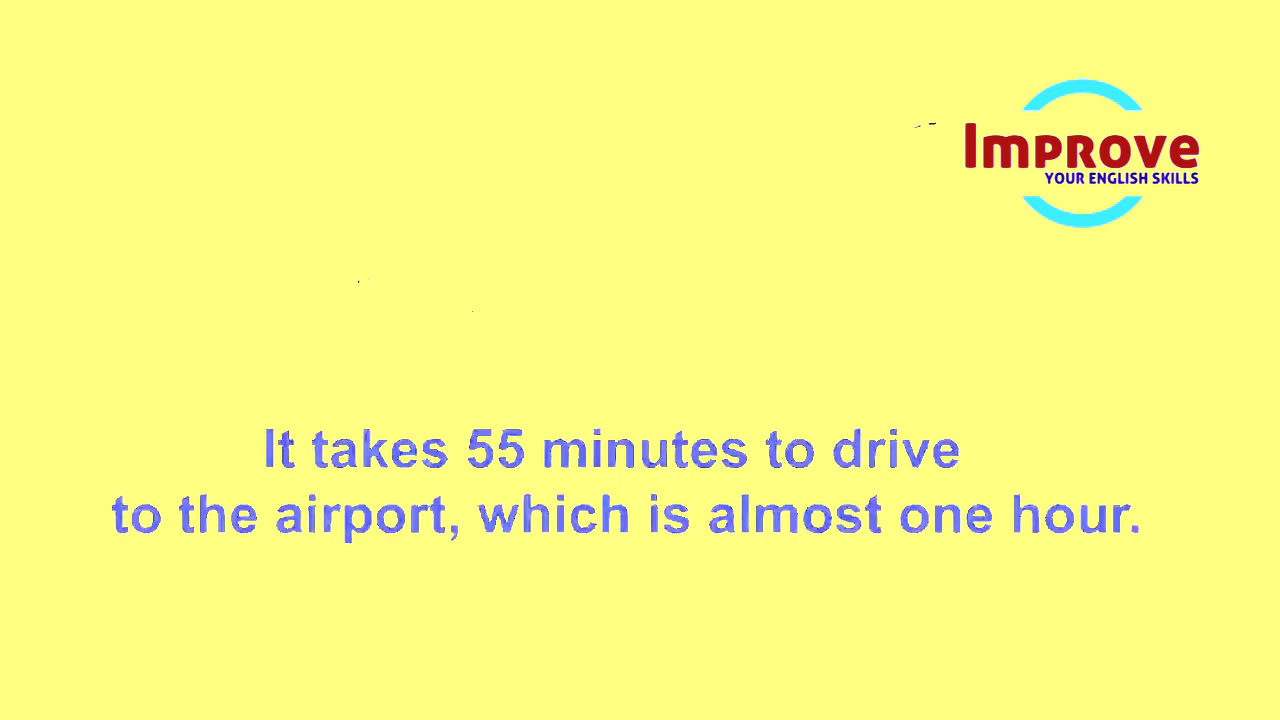 Improve
YOUR ENGLISH SKILLS
It takes 55 minutes to drive
to the airport, which is almost one hour.